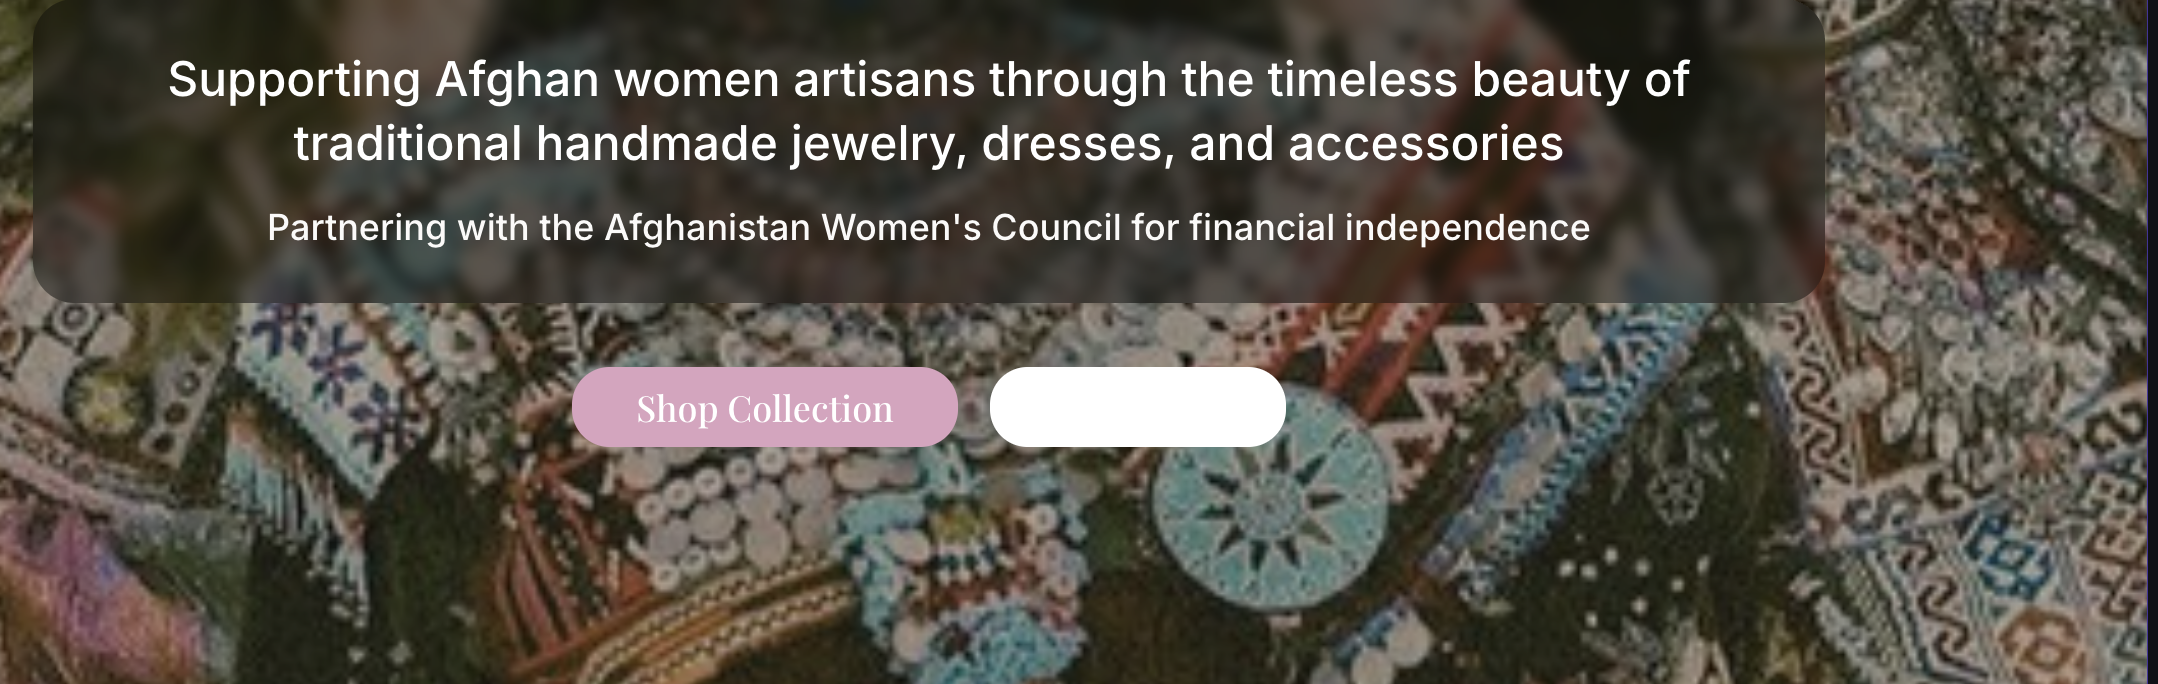 Supporting Afghan women artisans through the timeless beauty of
traditional handmade jewelry, dresses, and accessories
Partnering with the Afghanistan Women's Council for financial independence
Shop Collection